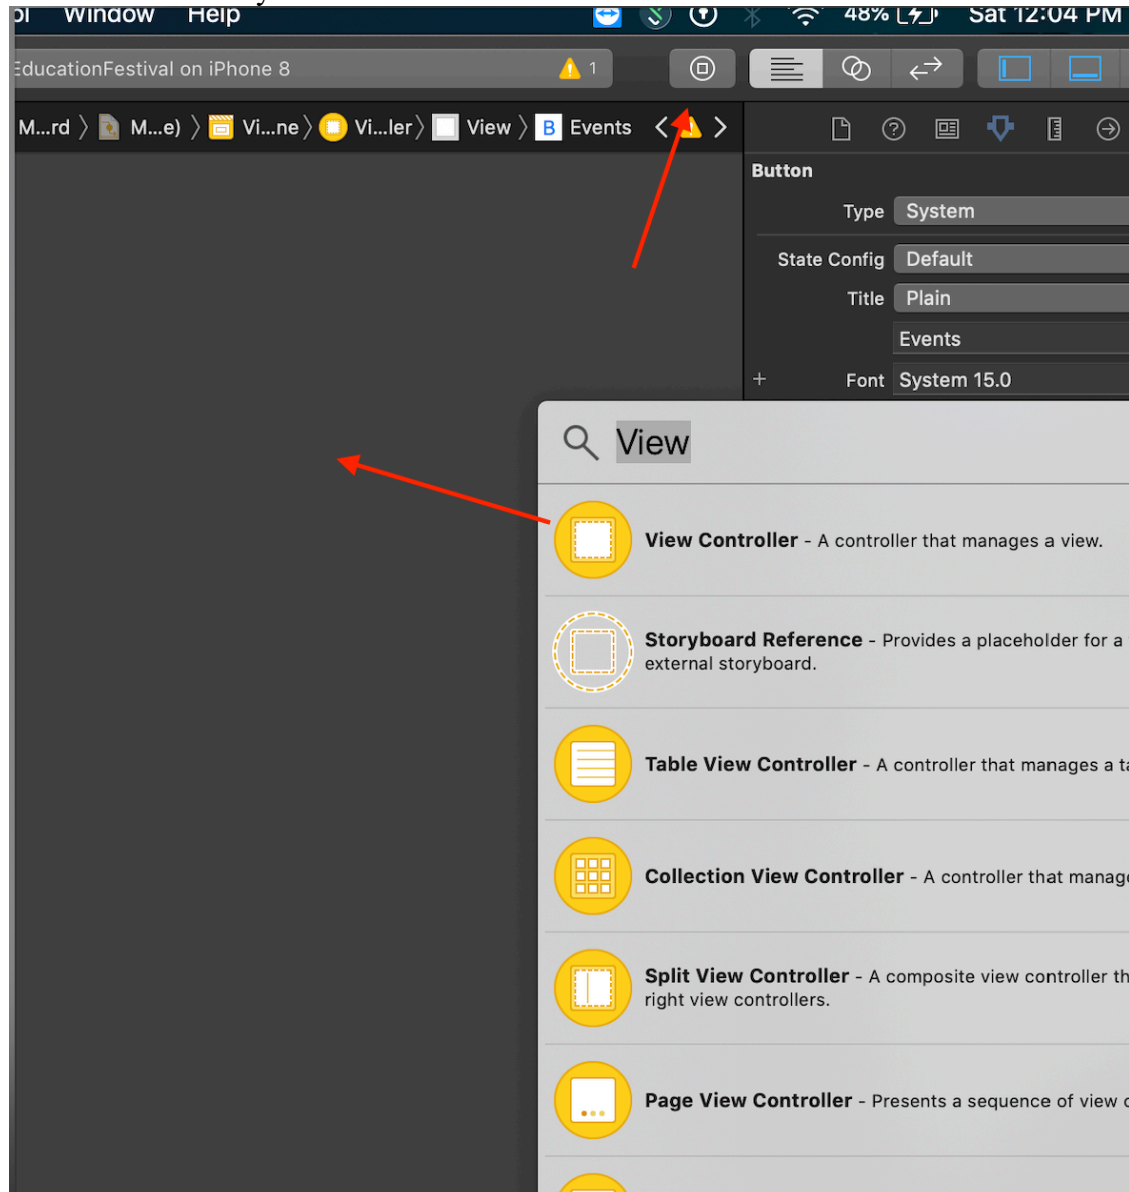 Window Help 48% Sat 12:04 PM
EducationFestival on iPhone 8 1
M...rd M...e) Vi...ne Vi...ler View B Events
Button
Type System
State Config Default
Title Plain
Events
+ Font System 15.0
View
View Controller - A controller that manages a view.
Storyboard Reference - Provides a placeholder for a
external storyboard.
Table View Controller - A controller that manages a
Collection View Controller - A controller that
Split View Controller - A composite view controller
right view controllers.
Page View Controller - Presents a sequence of view